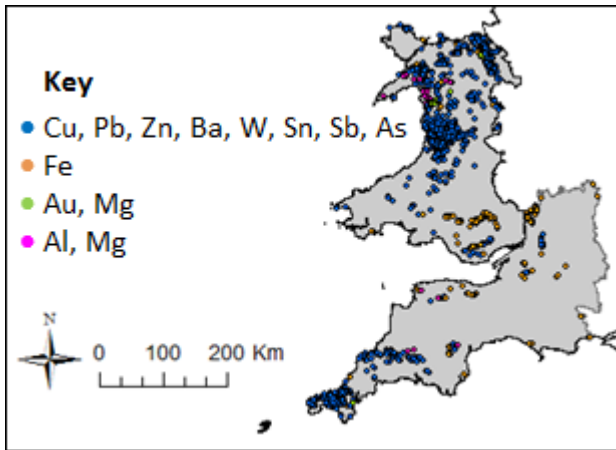 Key
Cu, Pb, Zn, Ba, W, Sn, Sb, As
Fe
Au, Mg
Al, Mg
N
0 100 200 Km